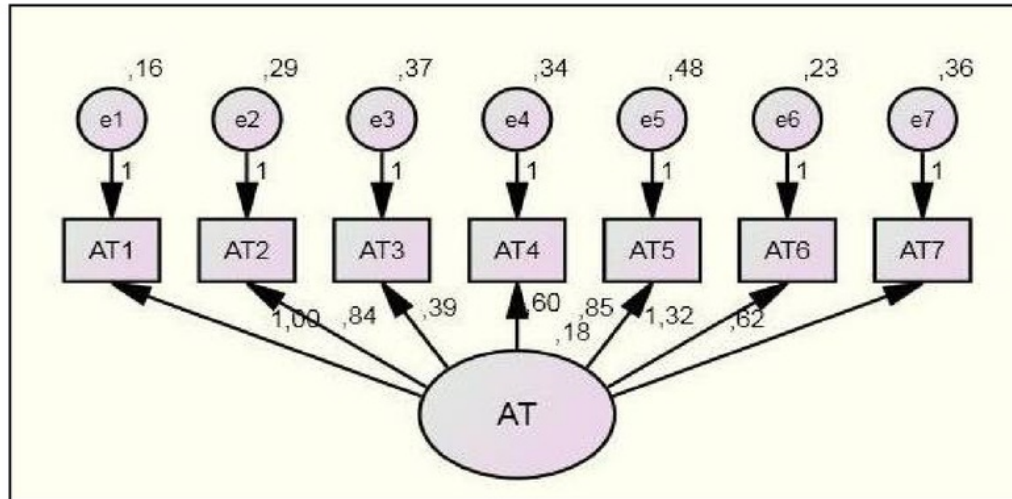 ,16 ,29 ,37 ,34 ,48 ,23 ,36
e1 e2 e3 e4 e5 e6 e7
1 1 1 1 1 1 1
AT1 AT2 AT3 AT4 AT5 AT6 AT7
1,00 ,84 ,39 ,60 ,85 1,32 ,62
,18
AT